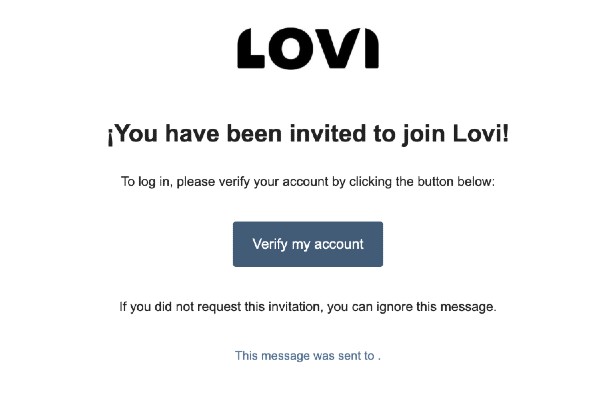 LOVI
¡You have been invited to join Lovi!
To log in, please verify your account by clicking the button below:
Verify my account
If you did not request this invitation, you can ignore this message.
This message was sent to .